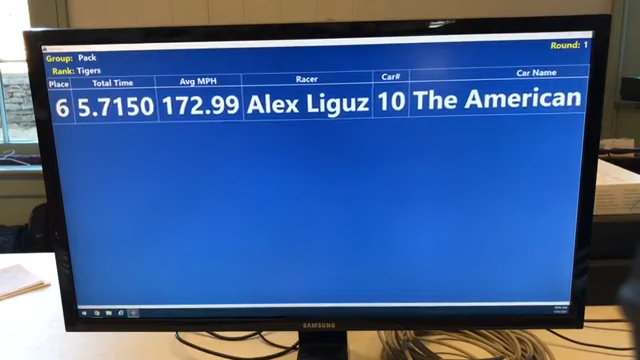 Group: Pack
Round: 1
Rank: Tigers
Place Total Time Avg MPH Racer Car# Car Name
6 5.7150 172.99 Alex Liguz 10 The American
SAMSUNG